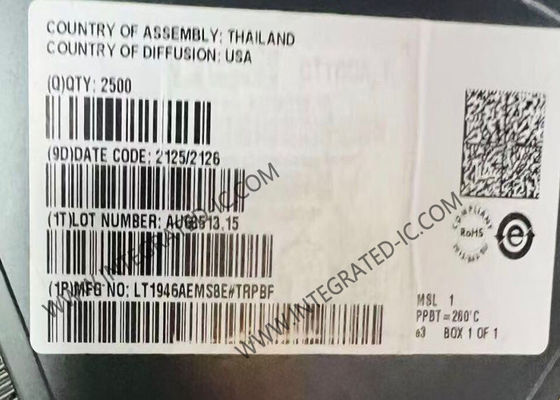 COUNTRY OF ASSEMBLY: THAILAND
COUNTRY OF DIFFUSION: USA
(Q)QTY: 2500
(9D)DATE CODE: 2125/2126
(1T)LOT NUMBER:
(1P)MFG NO: LT1946AEMS8E#TRPBF
COMPLIANT
RoHS
e
MSL 1
PPBT=260°C
e3 BOX 1 OF 1
WWW.INTEGRATED-IC.COM
WWW.INTEGRATED-IC.COM